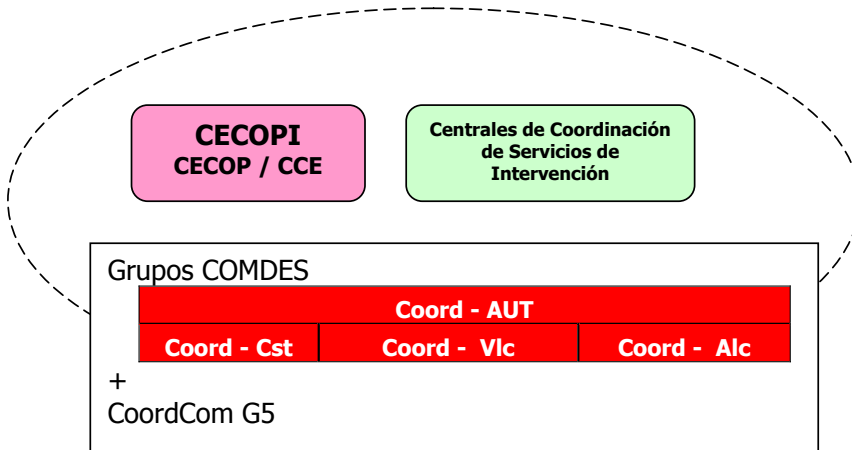 CECOPI
CECOP / CCE
Centrales de Coordinación
de Servicios de
Intervención
Grupos COMDES
Coord - AUT
Coord - Cst
Coord - Vlc
Coord - Alc
+
CoordCom G5